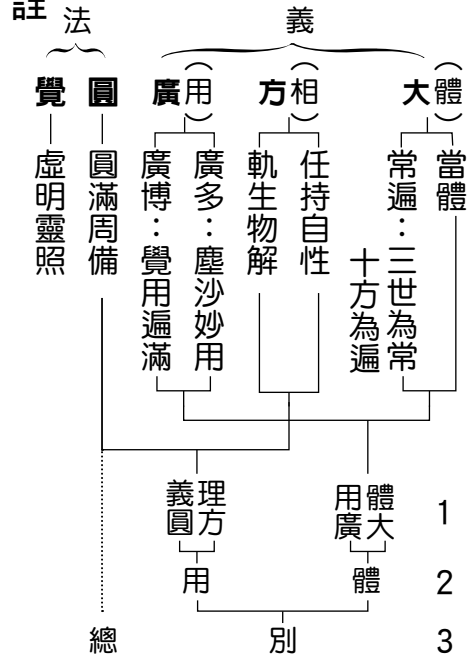 註
義
法
大(體)
方(相)
廣(用)
圓
覺
當體
常遍：三世為常
十方為遍
任持自性
軌生物解
廣多：塵沙妙用
廣博：覺用遍滿
圓滿周備
虛明靈照
體大
用廣
理方
義圓
1
體
用
2
別
總
3